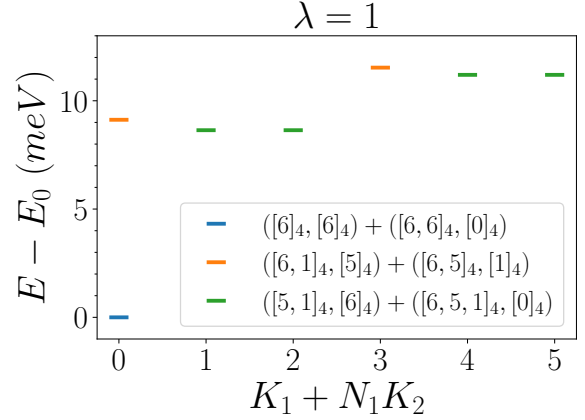 λ = 1
E − E₀ (meV)
10
5
0
([6]₄, [6]₄) + ([6, 6]₄, [0]₄)
([6, 1]₄, [5]₄) + ([6, 5]₄, [1]₄)
([5, 1]₄, [6]₄) + ([6, 5, 1]₄, [0]₄)
0 1 2 3 4 5
K₁ + N₁K₂